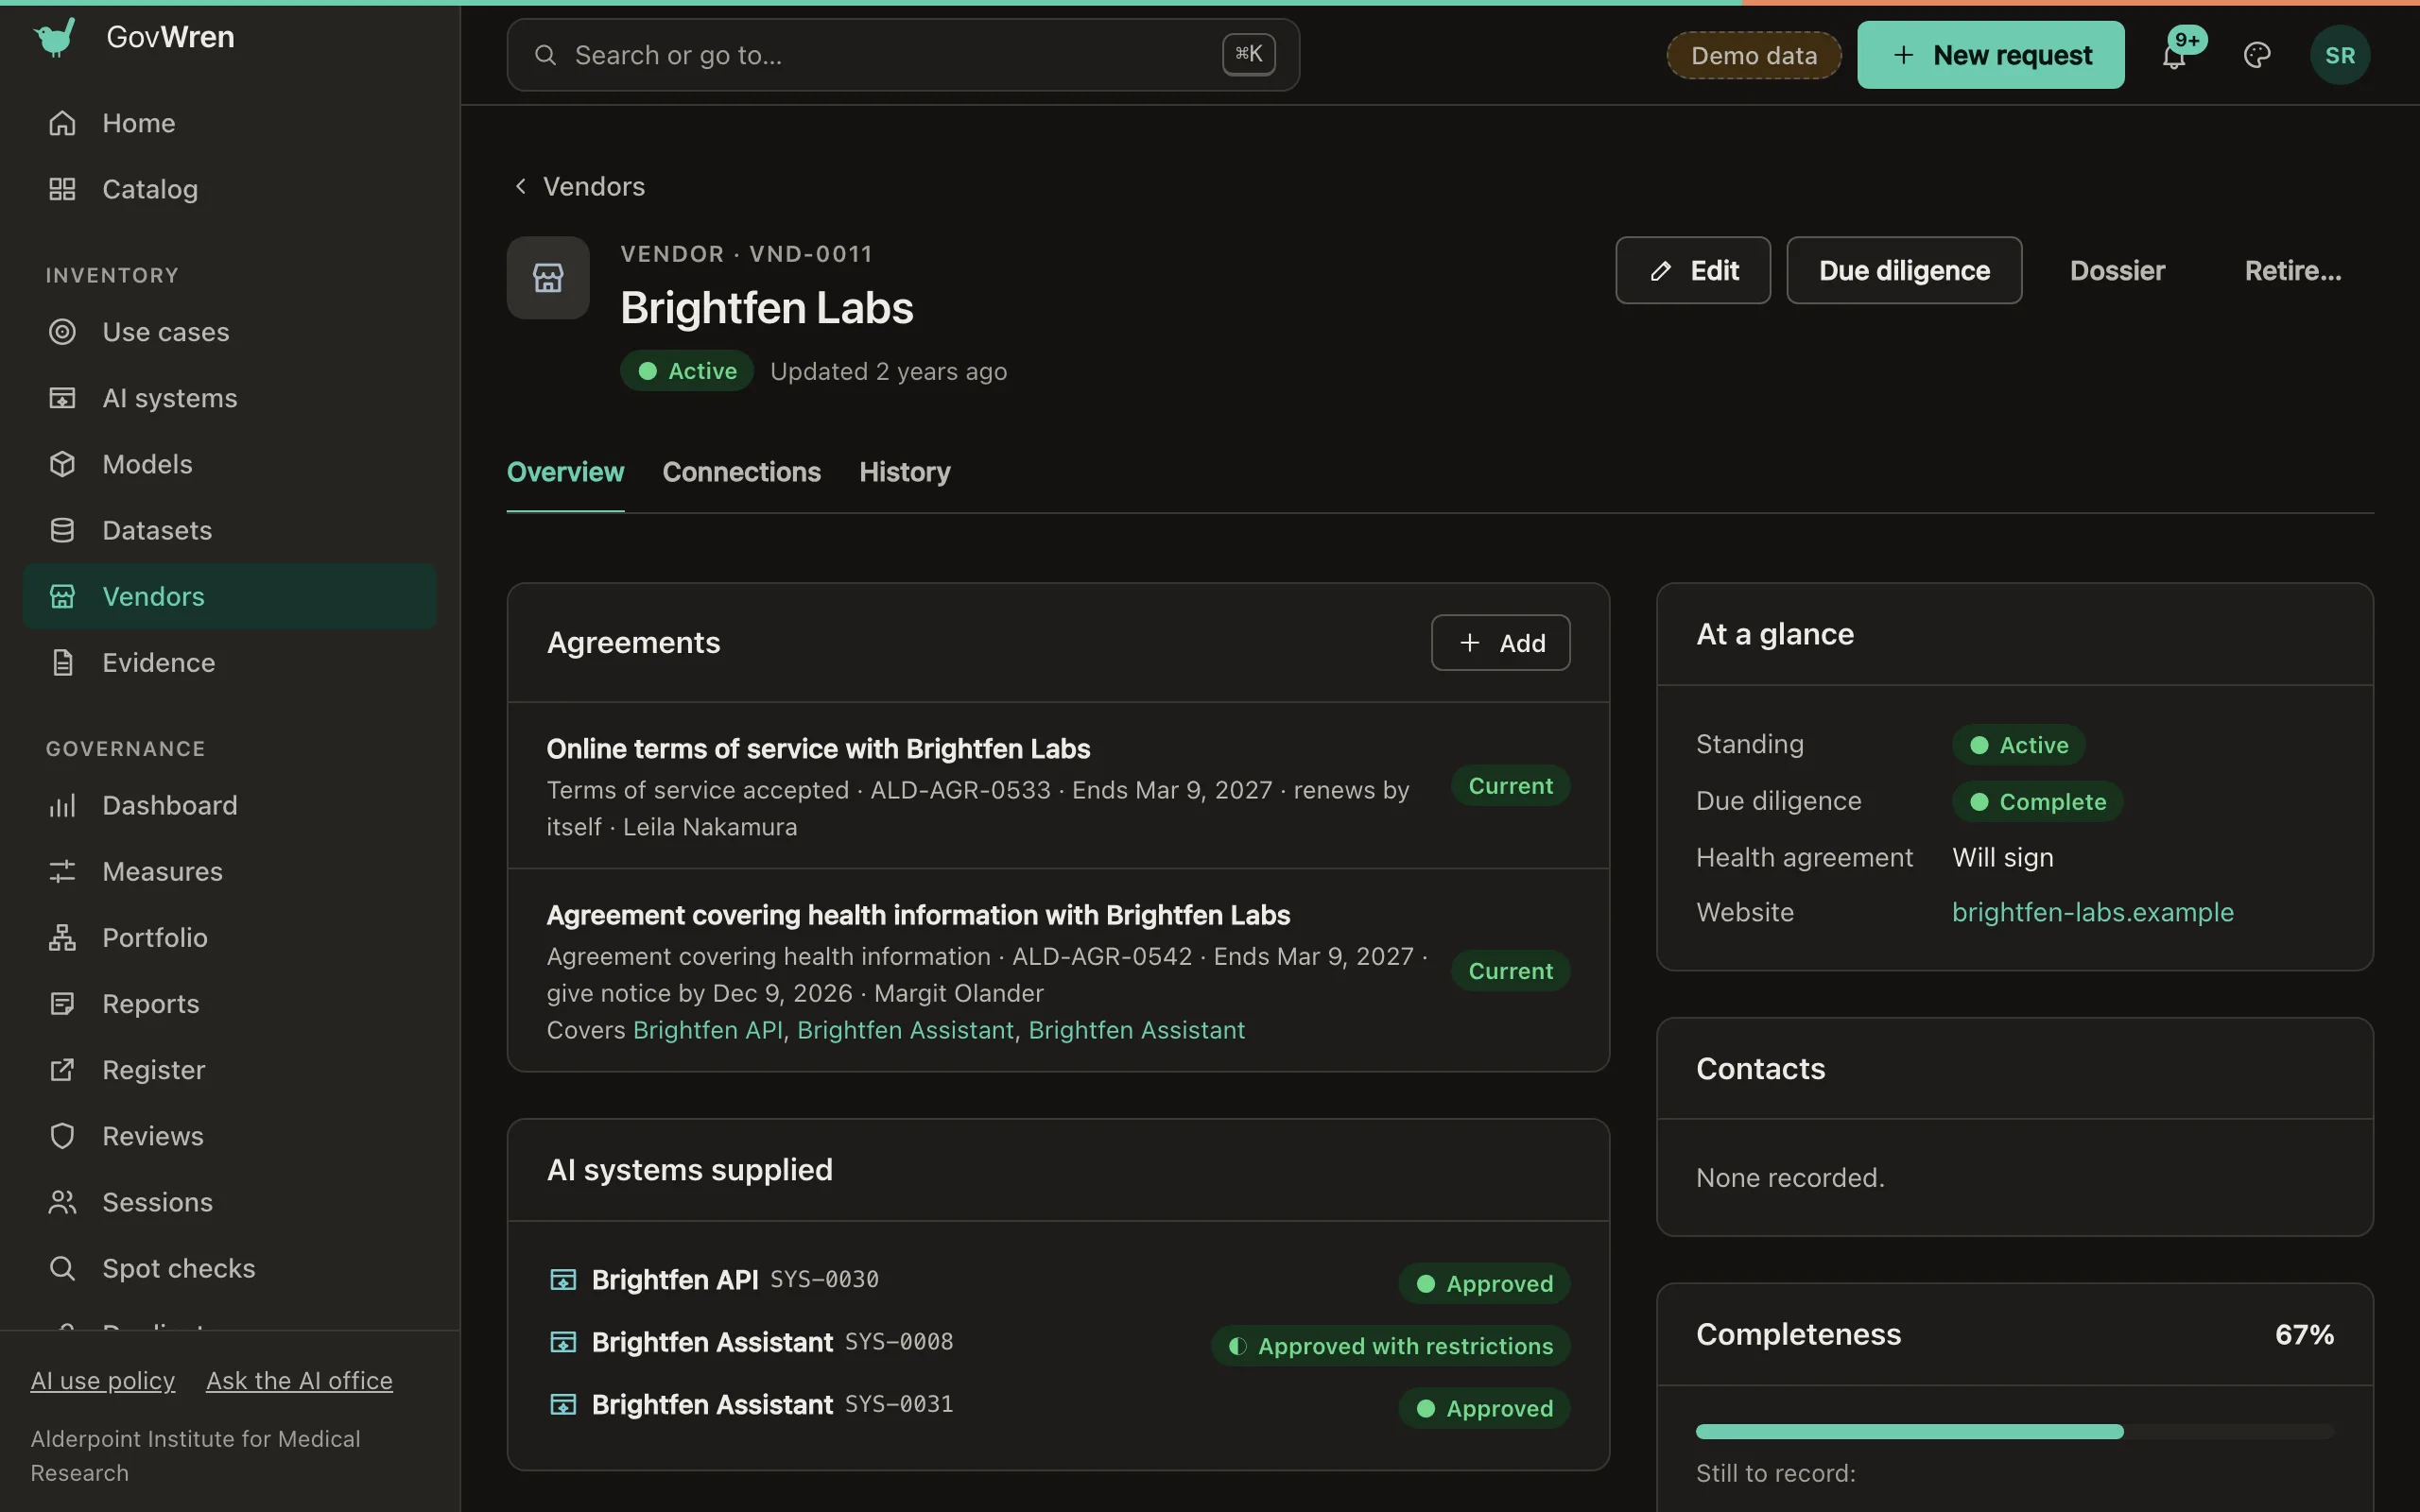 GovWren
Search or go to...
⌘K
Demo data
+ New request
9+
SR
Home
Catalog
INVENTORY
Use cases
AI systems
Models
Datasets
Vendors
Evidence
GOVERNANCE
Dashboard
Measures
Portfolio
Reports
Register
Reviews
Sessions
Spot checks
AI use policy
Ask the AI office
Alderpoint Institute for Medical
Research
Vendors
VENDOR · VND-0011
Brightfen Labs
Active
Updated 2 years ago
Edit
Due diligence
Dossier
Retire...
Overview
Connections
History
Agreements
+ Add
Online terms of service with Brightfen Labs
Terms of service accepted · ALD-AGR-0533 · Ends Mar 9, 2027 · renews by
itself · Leila Nakamura
Current
Agreement covering health information with Brightfen Labs
Agreement covering health information · ALD-AGR-0542 · Ends Mar 9, 2027 ·
give notice by Dec 9, 2026 · Margit Olander
Covers Brightfen API, Brightfen Assistant, Brightfen Assistant
Current
AI systems supplied
Brightfen API SYS-0030
Approved
Brightfen Assistant SYS-0008
Approved with restrictions
Brightfen Assistant SYS-0031
Approved
At a glance
Standing
Active
Due diligence
Complete
Health agreement
Will sign
Website
brightfen-labs.example
Contacts
None recorded.
Completeness
67%
Still to record: